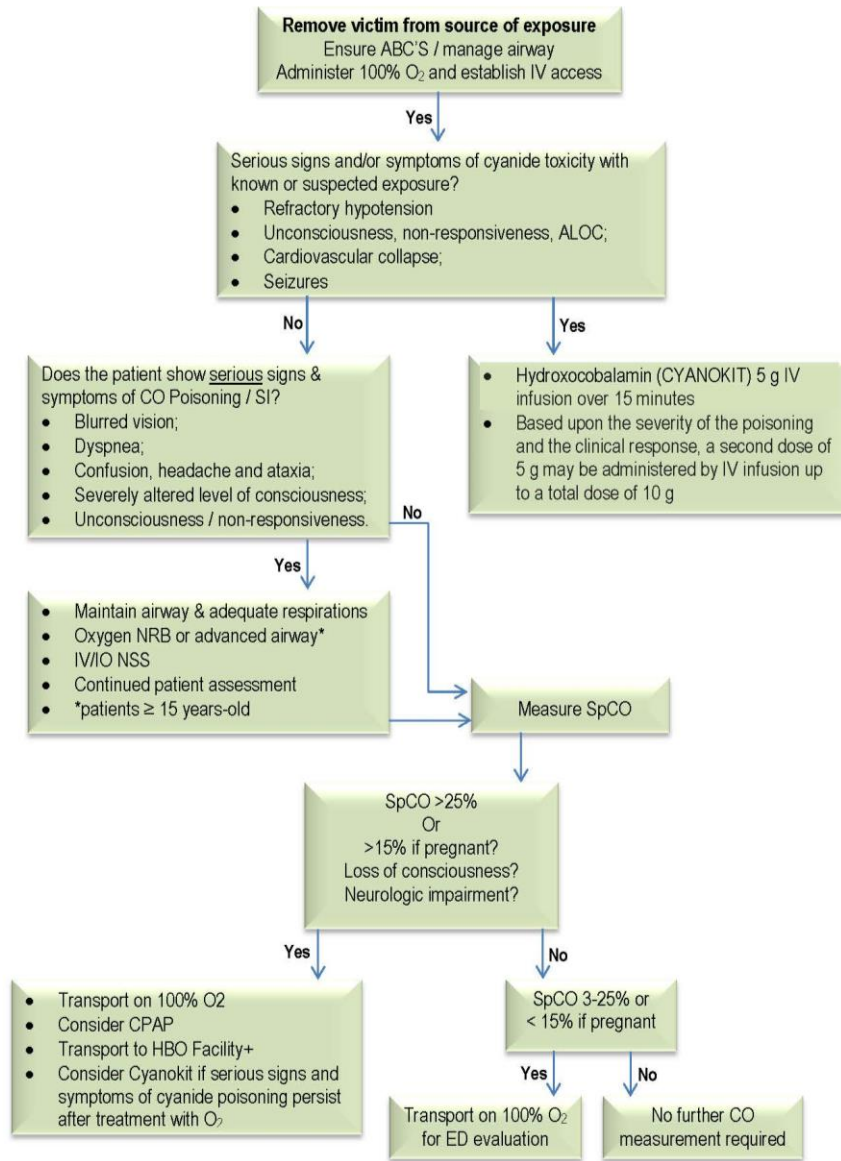 Remove victim from source of exposure
Ensure ABC'S / manage airway
Administer 100% O₂ and establish IV access
Yes
Serious signs and/or symptoms of cyanide toxicity with
known or suspected exposure?
• Refractory hypotension
• Unconsciousness, non-responsiveness, ALOC;
• Cardiovascular collapse;
• Seizures
No
Yes
Does the patient show serious signs &
symptoms of CO Poisoning / SI?
• Blurred vision;
• Dyspnea;
• Confusion, headache and ataxia;
• Severely altered level of consciousness;
• Unconsciousness / non-responsiveness.
• Hydroxocobalamin (CYANOKIT) 5 g IV
infusion over 15 minutes
• Based upon the severity of the poisoning
and the clinical response, a second dose of
5 g may be administered by IV infusion up
to a total dose of 10 g
No
Yes
• Maintain airway & adequate respirations
• Oxygen NRB or advanced airway*
• IV/IO NSS
• Continued patient assessment
• *patients ≥ 15 years-old
Measure SpCO
SpCO >25%
Or
>15% if pregnant?
Loss of consciousness?
Neurologic impairment?
Yes
No
• Transport on 100% O2
• Consider CPAP
• Transport to HBO Facility+
• Consider Cyanokit if serious signs and
symptoms of cyanide poisoning persist
after treatment with O₂
SpCO 3-25% or
< 15% if pregnant
Yes
No
Transport on 100% O₂
for ED evaluation
No further CO
measurement required